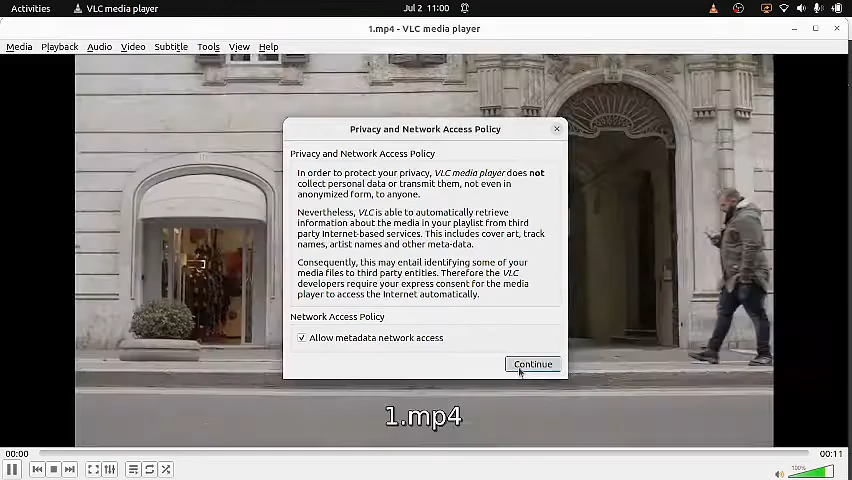 Activities VLC media player Jul 2 11:00
1.mp4 - VLC media player
Media Playback Audio Video Subtitle Tools View Help
Privacy and Network Access Policy
Privacy and Network Access Policy
In order to protect your privacy, VLC media player does not
collect personal data or transmit them, not even in
anonymized form, to anyone.
Nevertheless, VLC is able to automatically retrieve
information about the media in your playlist from third
party Internet-based services. This includes cover art, track
names, artist names and other meta-data.
Consequently, this may entail identifying some of your
media files to third party entities. Therefore the VLC
developers require your express consent for the media
player to access the Internet automatically.
Network Access Policy
Allow metadata network access
Continue
1.mp4
00:00 00:11
100%